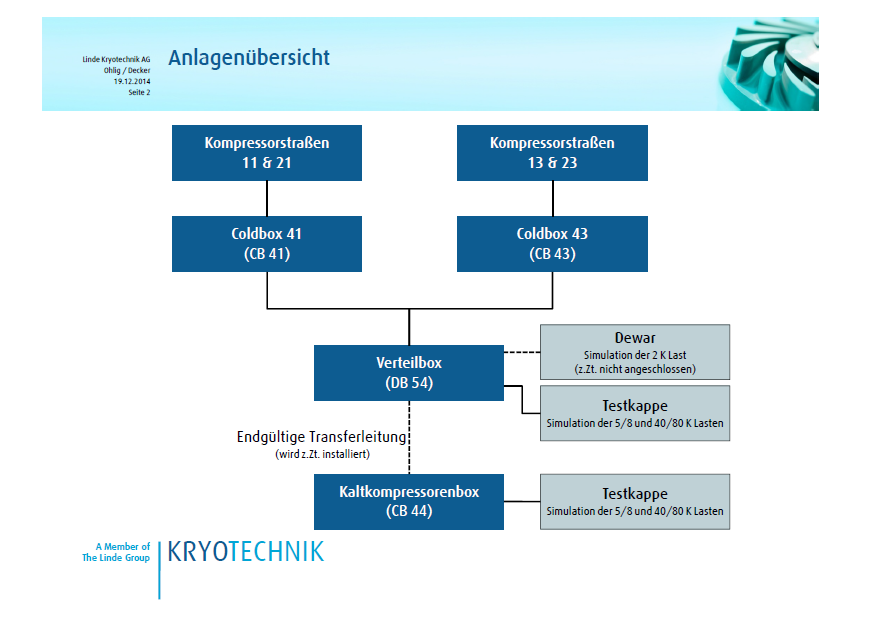 Linde Kryotechnik AG
Ohlig / Decker
19.12.2014
Seite 2
Anlagenübersicht
Kompressorstraßen
11 & 21
Kompressorstraßen
13 & 23
Coldbox 41
(CB 41)
Coldbox 43
(CB 43)
Verteilbox
(DB 54)
Dewar
Simulation der 2 K Last
(z.Zt. nicht angeschlossen)
Testkappe
Simulation der 5/8 und 40/80 K Lasten
Endgültige Transferleitung
(wird z.Zt. installiert)
Kaltkompressorenbox
(CB 44)
Testkappe
Simulation der 5/8 und 40/80 K Lasten
A Member of
The Linde Group
KRYOTECHNIK